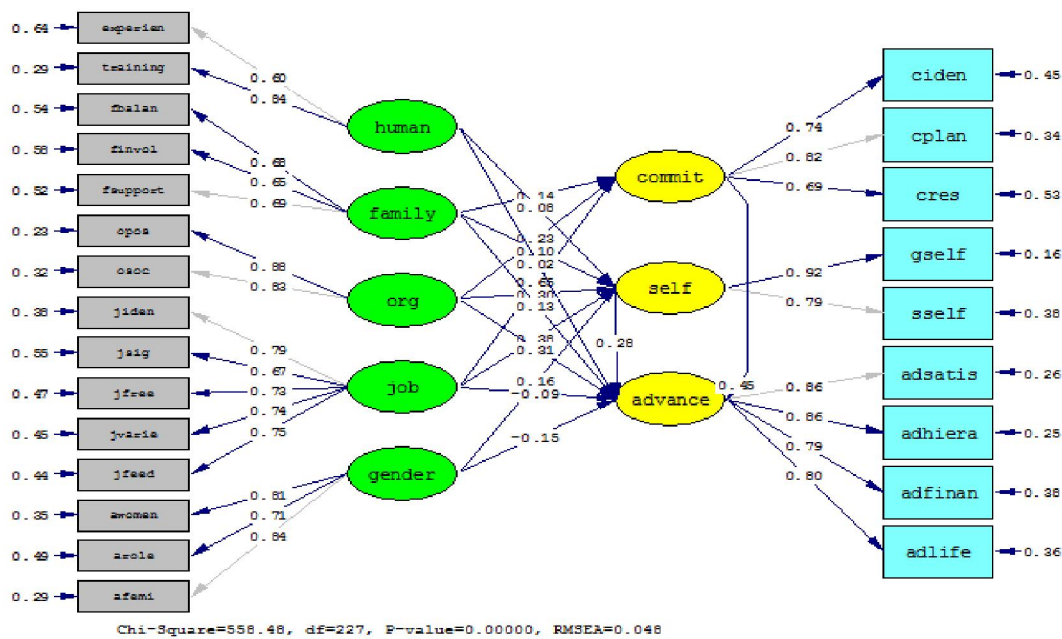 0.64 experien
0.29 training
0.54 fbalan
0.58 finvol
0.52 fsupport
0.23 opos
0.32 osoc
0.38 jiden
0.55 jsig
0.47 jfree
0.45 jvarie
0.44 jfeed
0.35 awomen
0.49 arole
0.29 afemi
0.60
0.84
0.68
0.65
0.69
0.88
0.83
0.79
0.67
0.73
0.74
0.75
0.81
0.71
0.84
human
family
org
job
gender
0.14
0.08
0.23
0.10
0.02
0.65
0.30
0.13
0.38
0.31
0.16
-0.09
-0.15
commit
self
advance
0.28
0.45
0.74
0.82
0.69
0.92
0.79
0.86
0.86
0.79
0.80
ciden 0.45
cplan 0.34
cres 0.53
gself 0.16
sself 0.38
adsatis 0.26
adhiera 0.25
adfinan 0.38
adlife 0.36
Chi-Square=558.48, df=227, P-value=0.00000, RMSEA=0.048